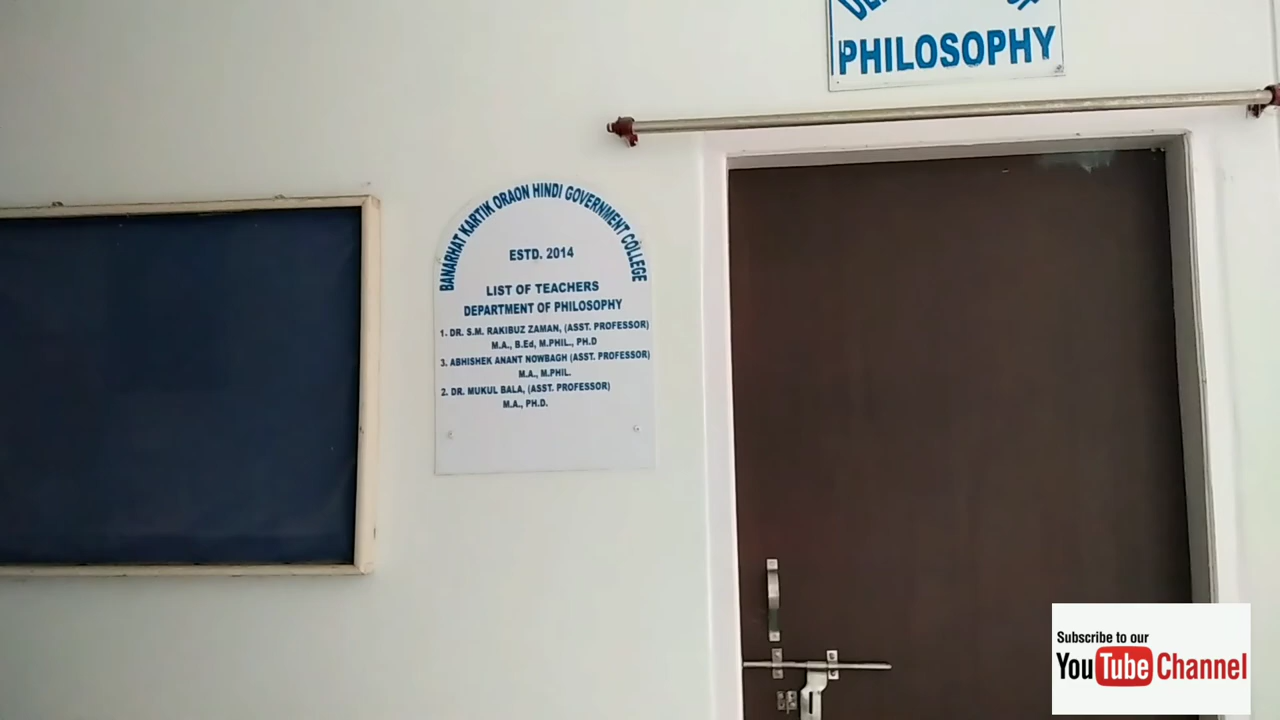 PHILOSOPHY
BANARHAT KARTIK ORAON HINDI GOVERNMENT COLLEGE
ESTD. 2014
LIST OF TEACHERS
DEPARTMENT OF PHILOSOPHY
1. DR. S.M. RAKIBUZ ZAMAN, (ASST. PROFESSOR)
M.A., B.Ed, M.PHIL., PH.D
3. ABHISHEK ANANT NOWBAGH (ASST. PROFESSOR)
M.A., M.PHIL.
2. DR. MUKUL BALA, (ASST. PROFESSOR)
M.A., PH.D.
Subscribe to our
YouTube Channel